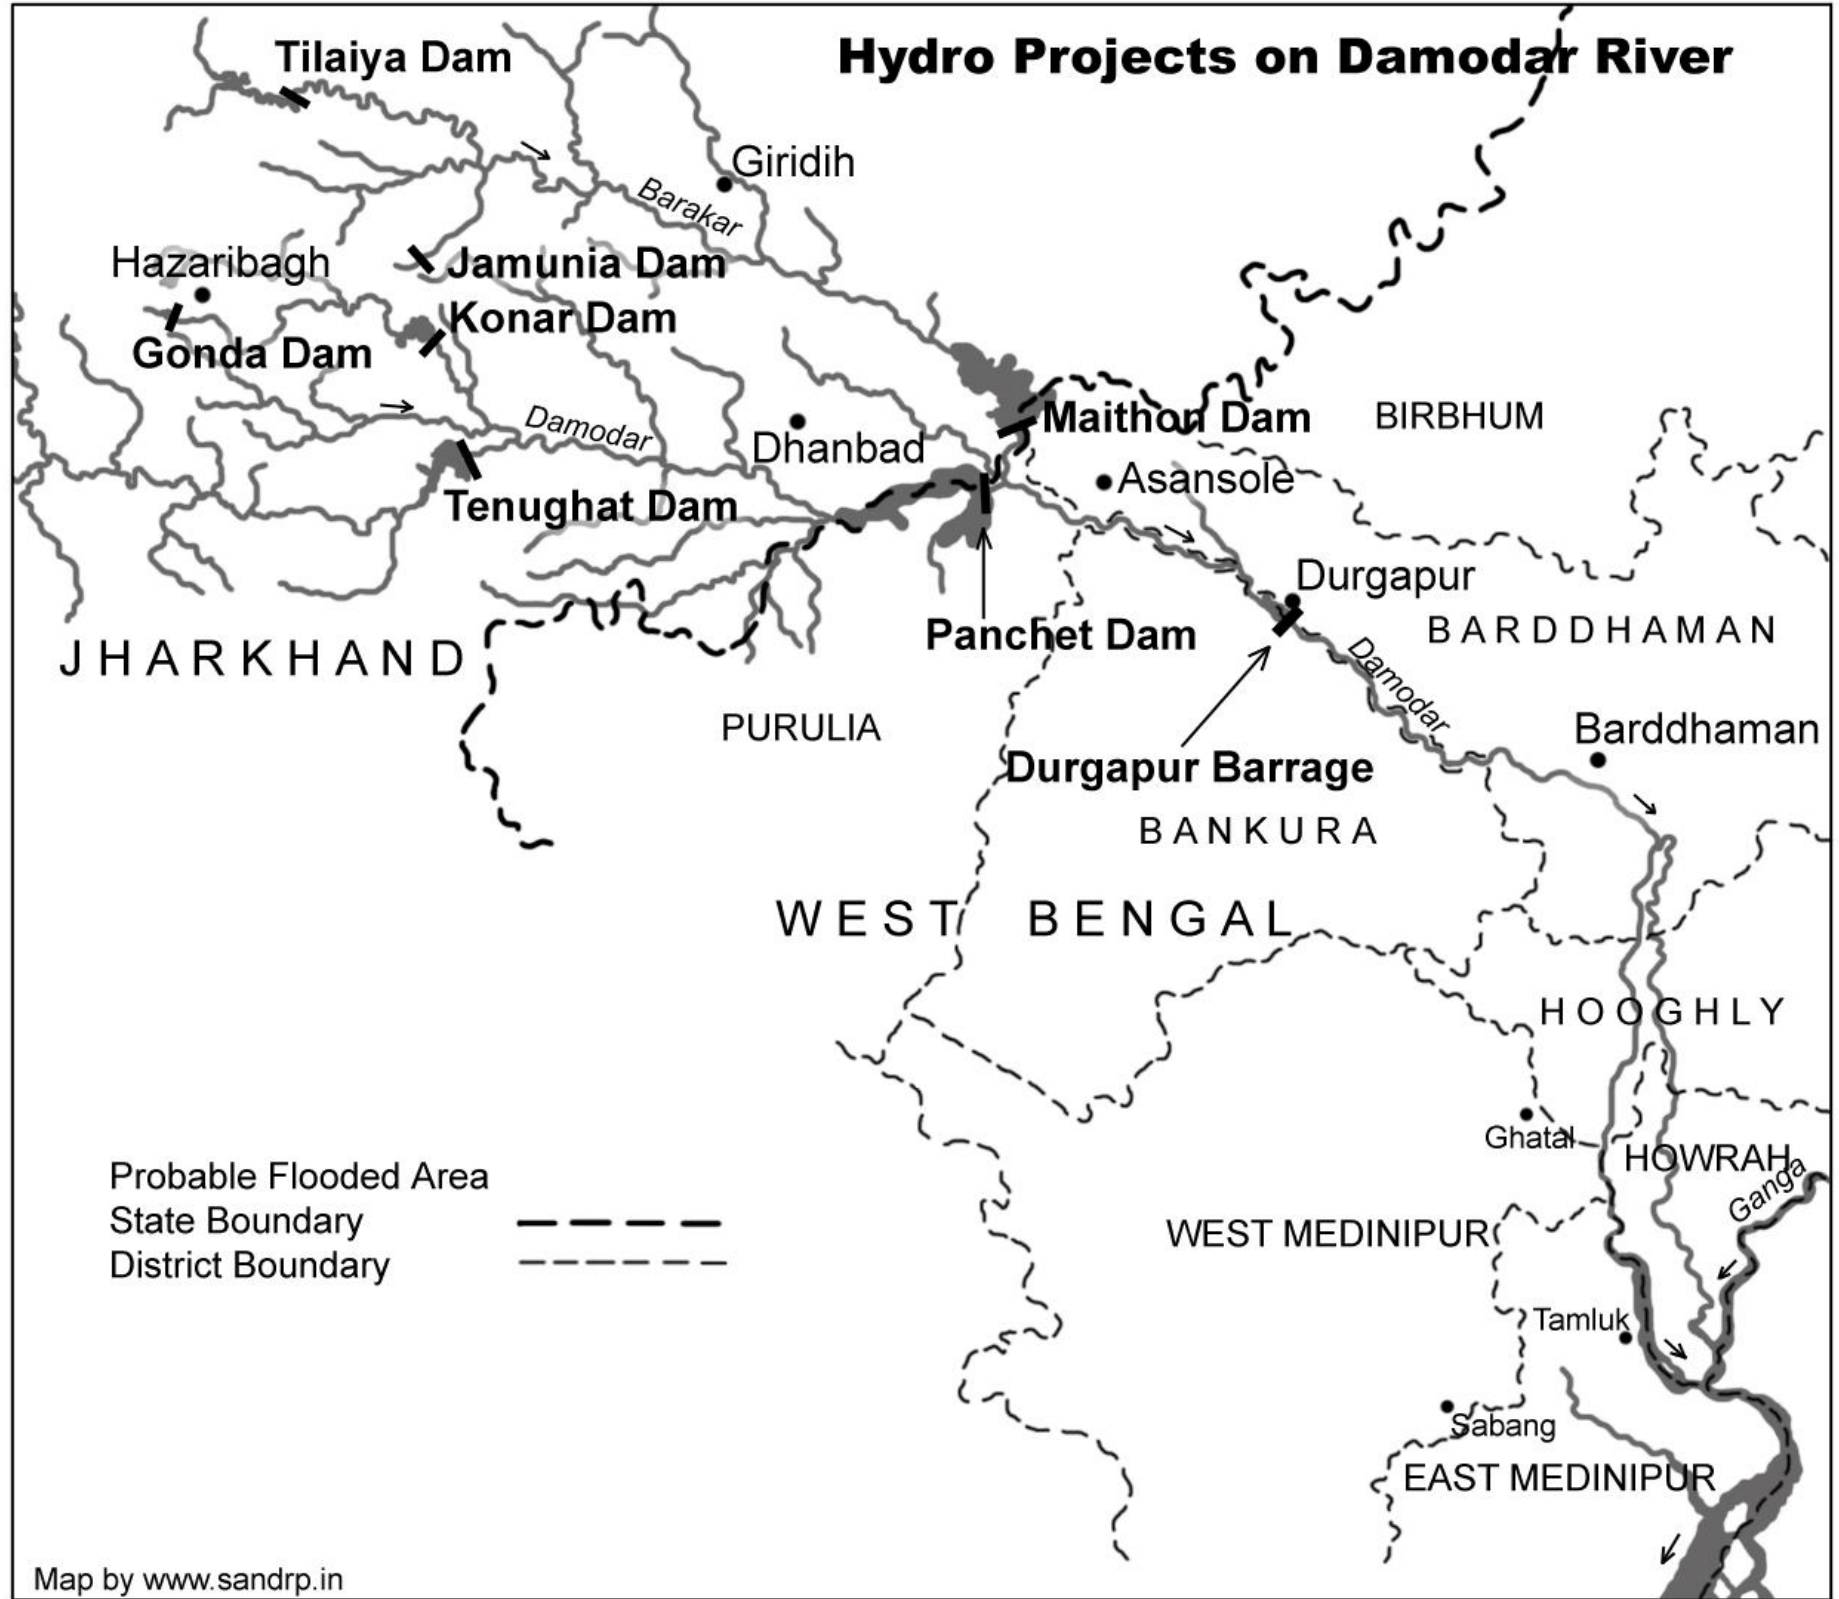 Hydro Projects on Damodar River
Tilaiya Dam
Giridih
Barakar
Hazaribagh
Jamunia Dam
Konar Dam
Gonda Dam
Damodar
Maithon Dam
BIRBHUM
Dhanbad
Asansole
Tenughat Dam
Durgapur
Panchet Dam
BARDDHAMAN
JHARKHAND
Damodar
PURULIA
Barddhaman
Durgapur Barrage
BANKURA
WEST BENGAL
HOOGHLY
Ghatal
HOWRAH
Ganga
Probable Flooded Area
State Boundary
District Boundary
WEST MEDINIPUR
Tamluk
Sabang
EAST MEDINIPUR
Map by www.sandrp.in